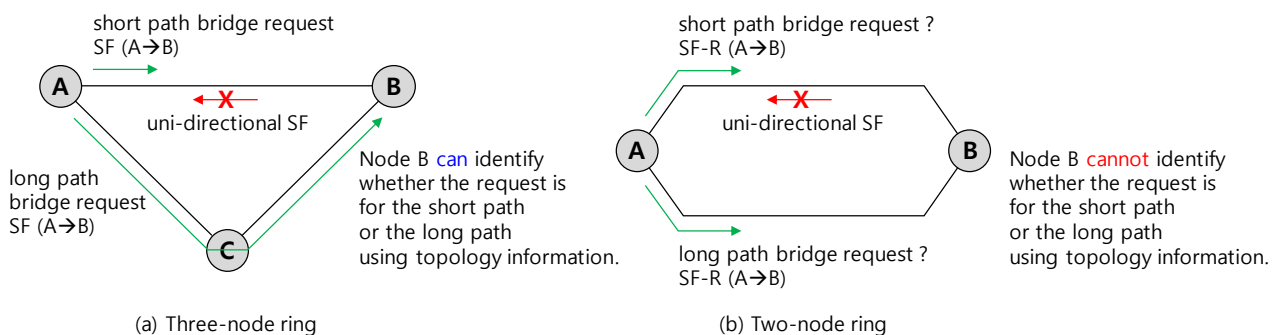 short path bridge request
SF (A→B)
A
B
X
uni-directional SF
long path
bridge request
SF (A→B)
C
Node B can identify
whether the request is
for the short path
or the long path
using topology information.
(a) Three-node ring
short path bridge request ?
SF-R (A→B)
X
uni-directional SF
A
B
long path bridge request ?
SF-R (A→B)
Node B cannot identify
whether the request is
for the short path
or the long path
using topology information.
(b) Two-node ring